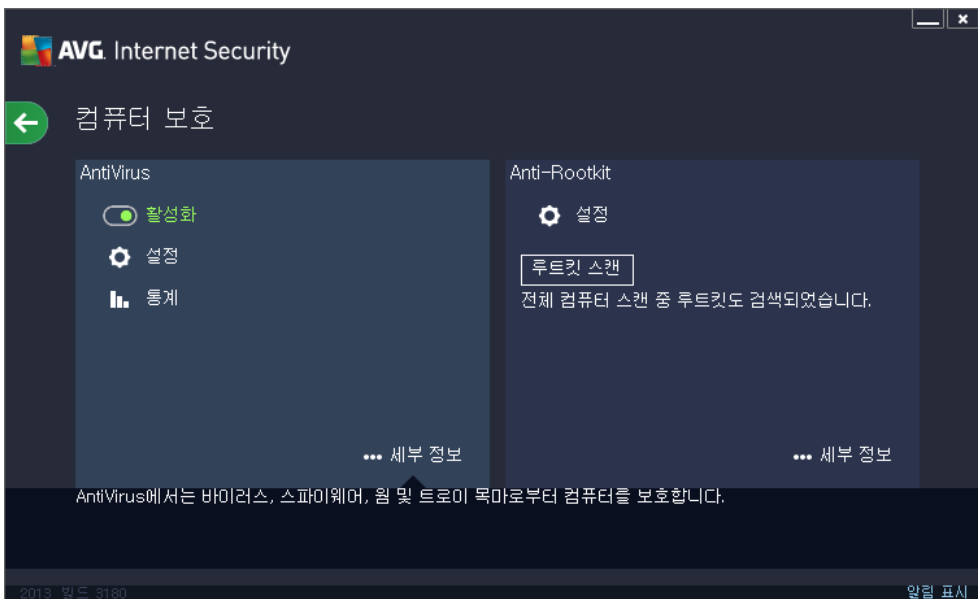 AVG. Internet Security
컴퓨터 보호
AntiVirus
활성화
설정
통계
••• 세부 정보
Anti-Rootkit
설정
루트킷 스캔
전체 컴퓨터 스캔 중 루트킷도 검색되었습니다.
••• 세부 정보
AntiVirus에서는 바이러스, 스파이웨어, 웜 및 트로이 목마로부터 컴퓨터를 보호합니다.
2013 빌드 3180
알림 표시